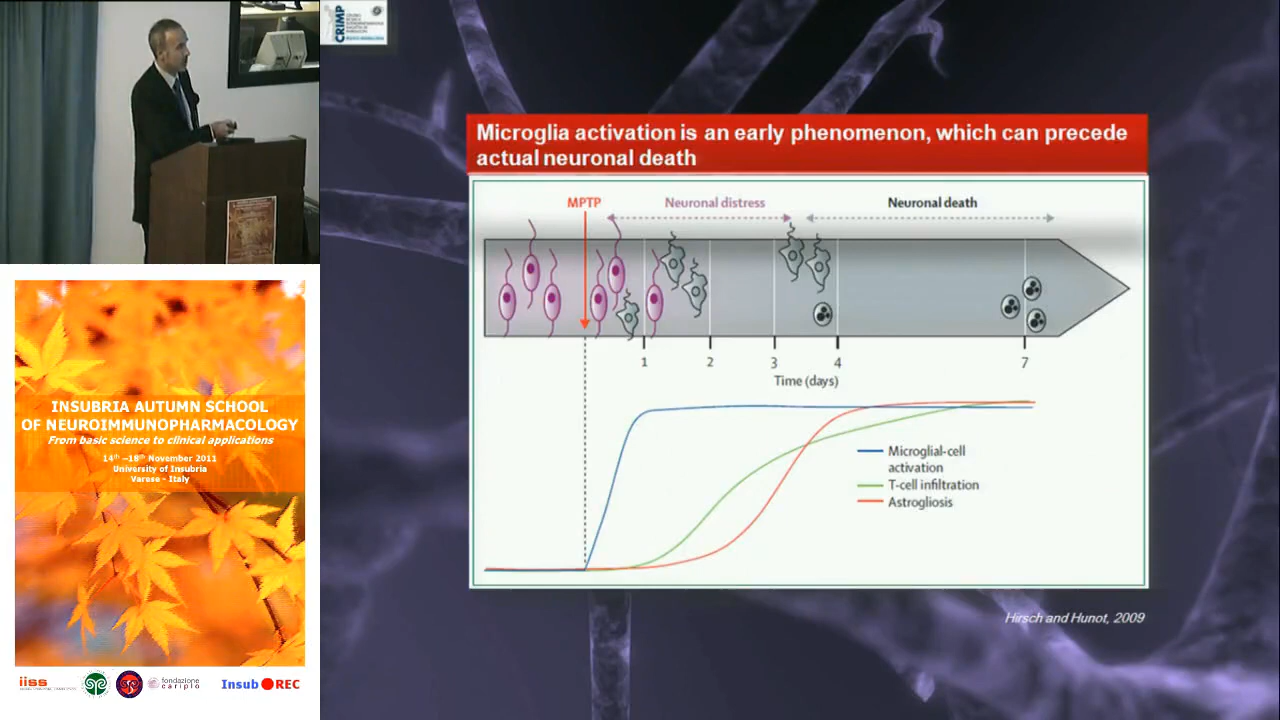 CRIMP
Microglia activation is an early phenomenon, which can precede
actual neuronal death
MPTP
Neuronal distress
Neuronal death
1
2
3
4
7
Time (days)
Microglial-cell
activation
T-cell infiltration
Astrogliosis
Hirsch and Hunot, 2009
INSUBRIA AUTUMN SCHOOL
OF NEUROIMMUNOPHARMACOLOGY
From basic science to clinical applications
14th –18th November 2011
University of Insubria
Varese - Italy
iiss
fondazione
cariplo
Insub REC